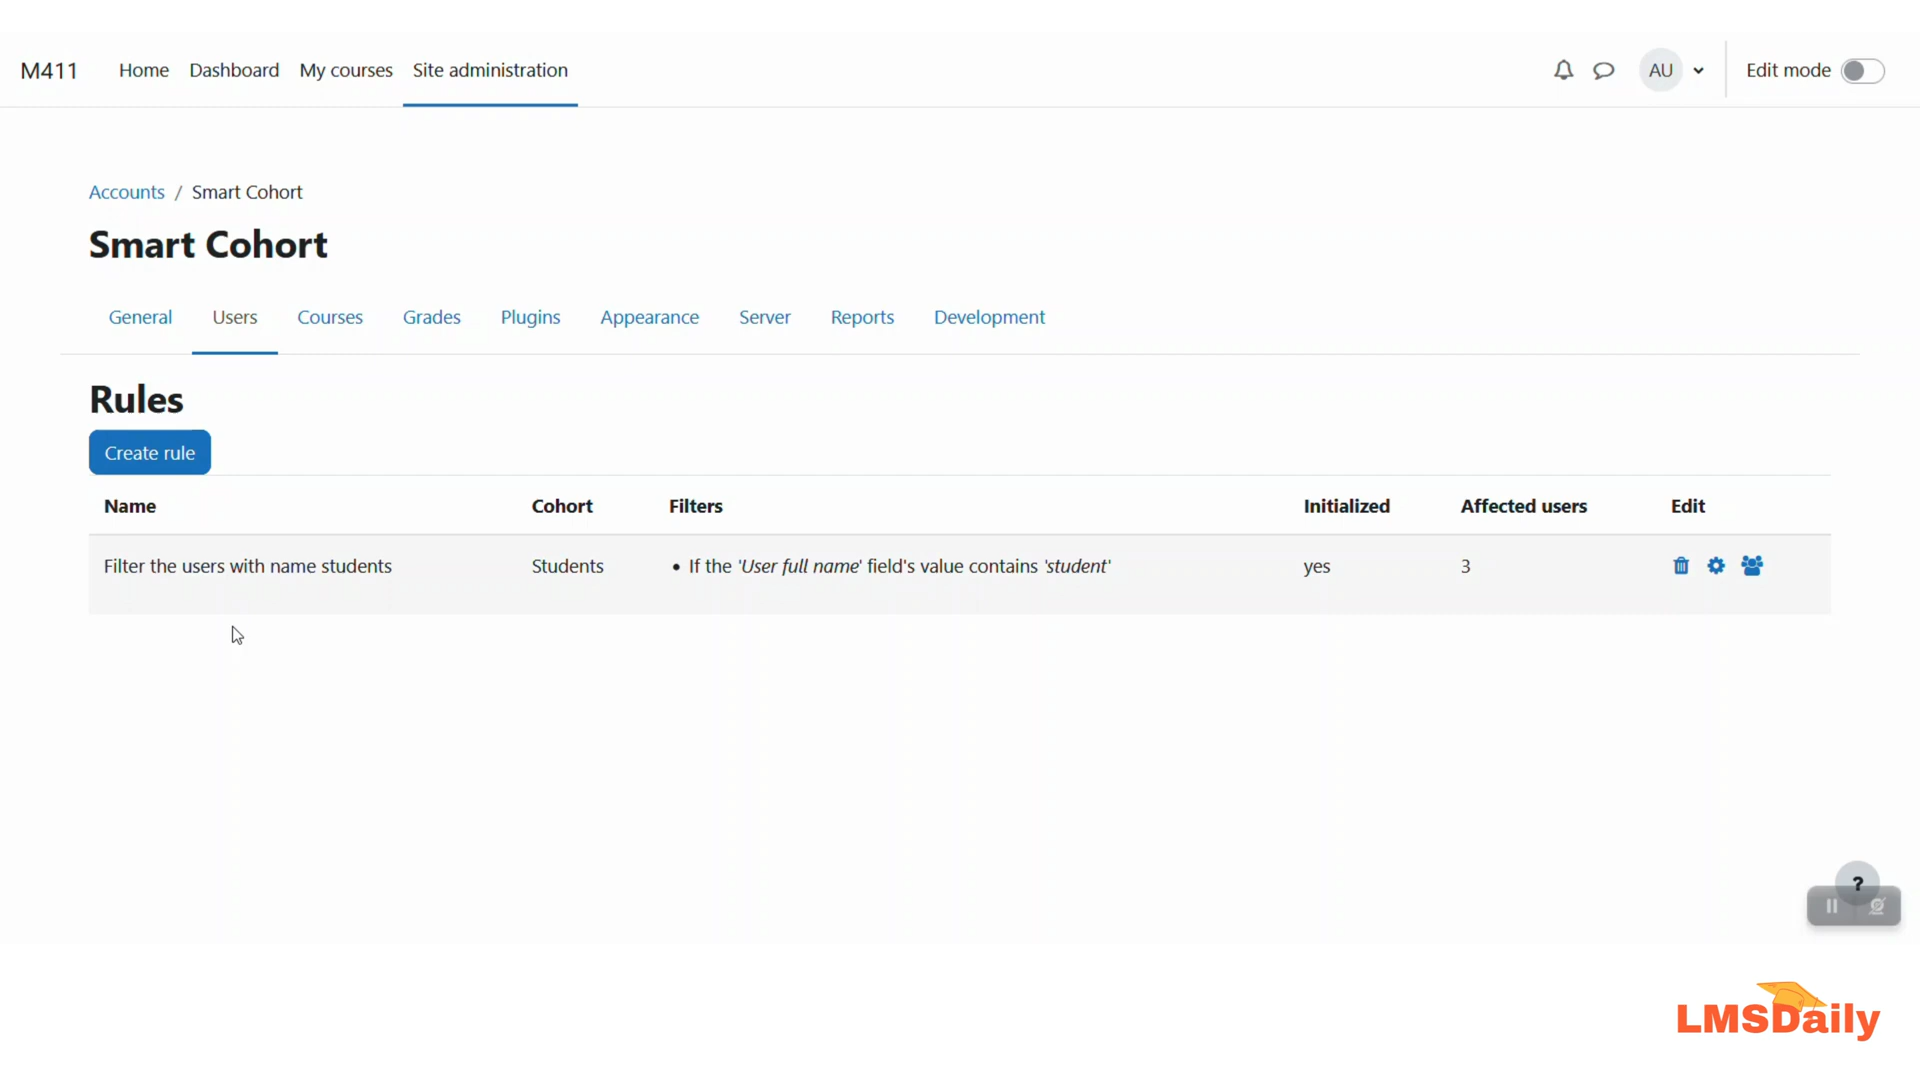 M411 Home Dashboard My courses Site administration AU Edit mode
Accounts / Smart Cohort
Smart Cohort
General Users Courses Grades Plugins Appearance Server Reports Development
Rules
Create rule
Name Cohort Filters Initialized Affected users Edit
Filter the users with name students Students • If the 'User full name' field's value contains 'student' yes 3
?
LMSDaily